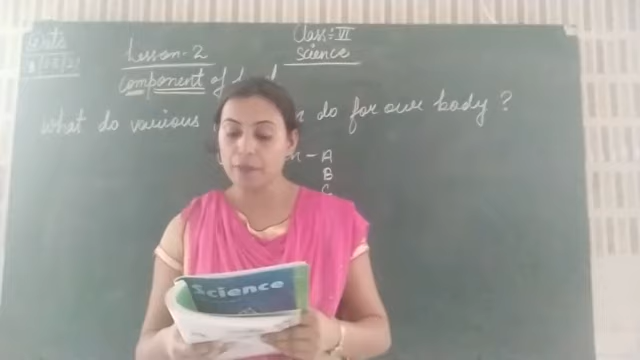 Date
Class:- VI
Lesson-2
Science
Component of
What do various do for our body ?
A
B
C
Science